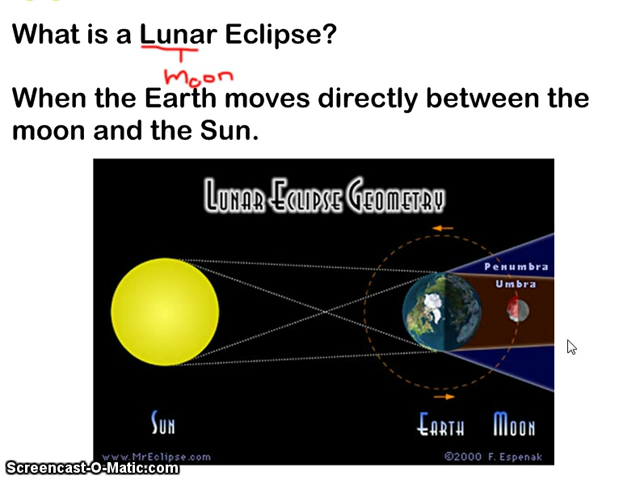 What is a Lunar Eclipse?
moon
When the Earth moves directly between the
moon and the Sun.
LUNAR ECLIPSE GEOMETRY
Penumbra
Umbra
SUN
EARTH
MOON
www.MrEclipse.com
©2000 F. Espenak
Screencast-O-Matic.com